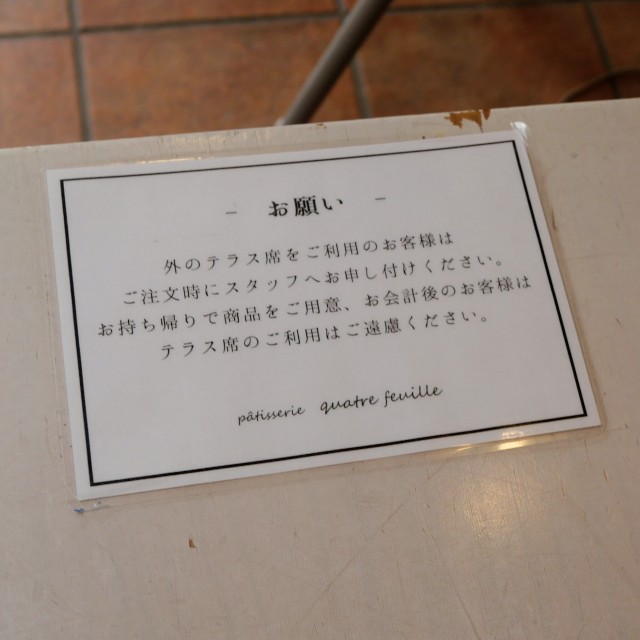 － お願い －
外のテラス席をご利用のお客様は
ご注文時にスタッフへお申し付けください。
お持ち帰りで商品をご用意、お会計後のお客様は
テラス席のご利用はご遠慮ください。
pâtisserie quatre feuille